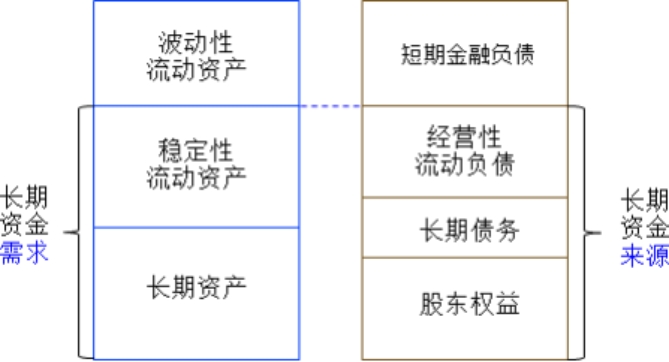 波动性
流动资产
稳定性
流动资产
长期资产
长期
资金
需求
短期金融负债
经营性
流动负债
长期债务
股东权益
长期
资金
来源